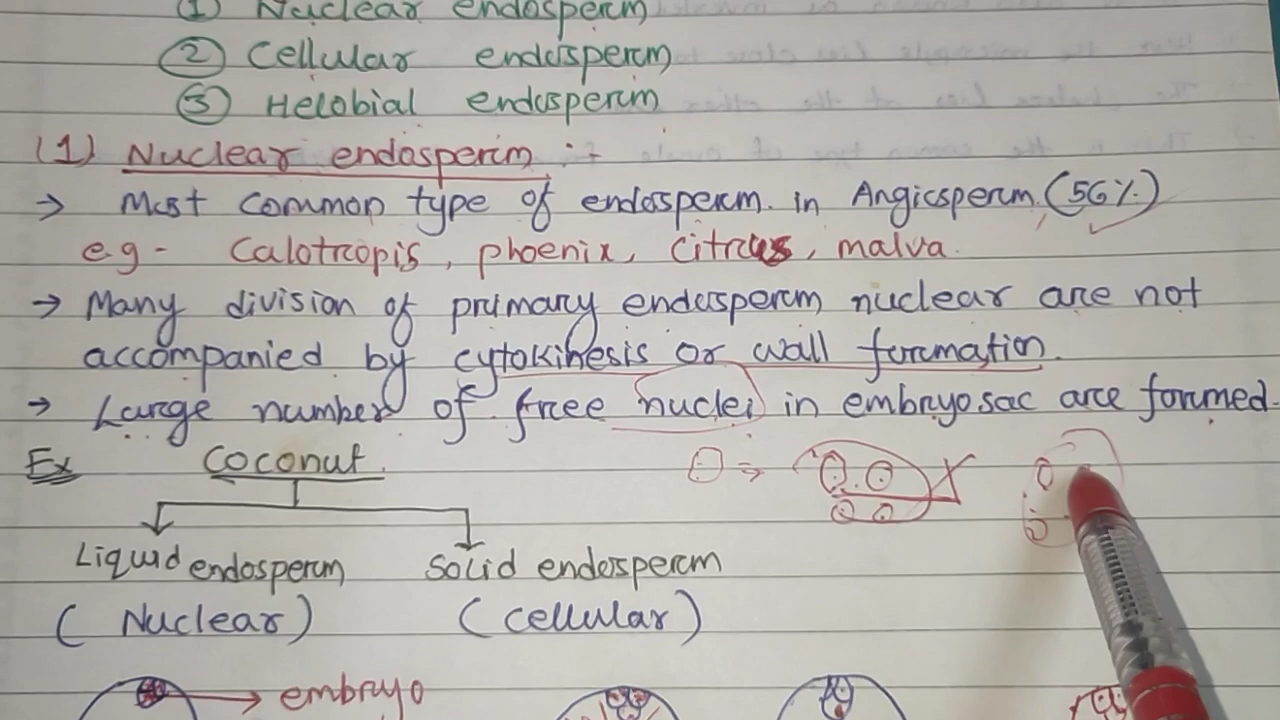 ① Nuclear endosperm
② Cellular endosperm
③ Helobial endosperm
(1) Nuclear endosperm :-
→ Most common type of endosperm in Angiosperm. (56%)
e.g - Calotropis, phoenix, Citrus, malva.
→ Many division of primary endosperm nuclear are not
accompanied by cytokinesis or wall formation.
→ Large number of free nuclei in embryosac are formed.
Ex Coconut
Liquid endosperm Solid endosperm
(Nuclear) (cellular)
embryo